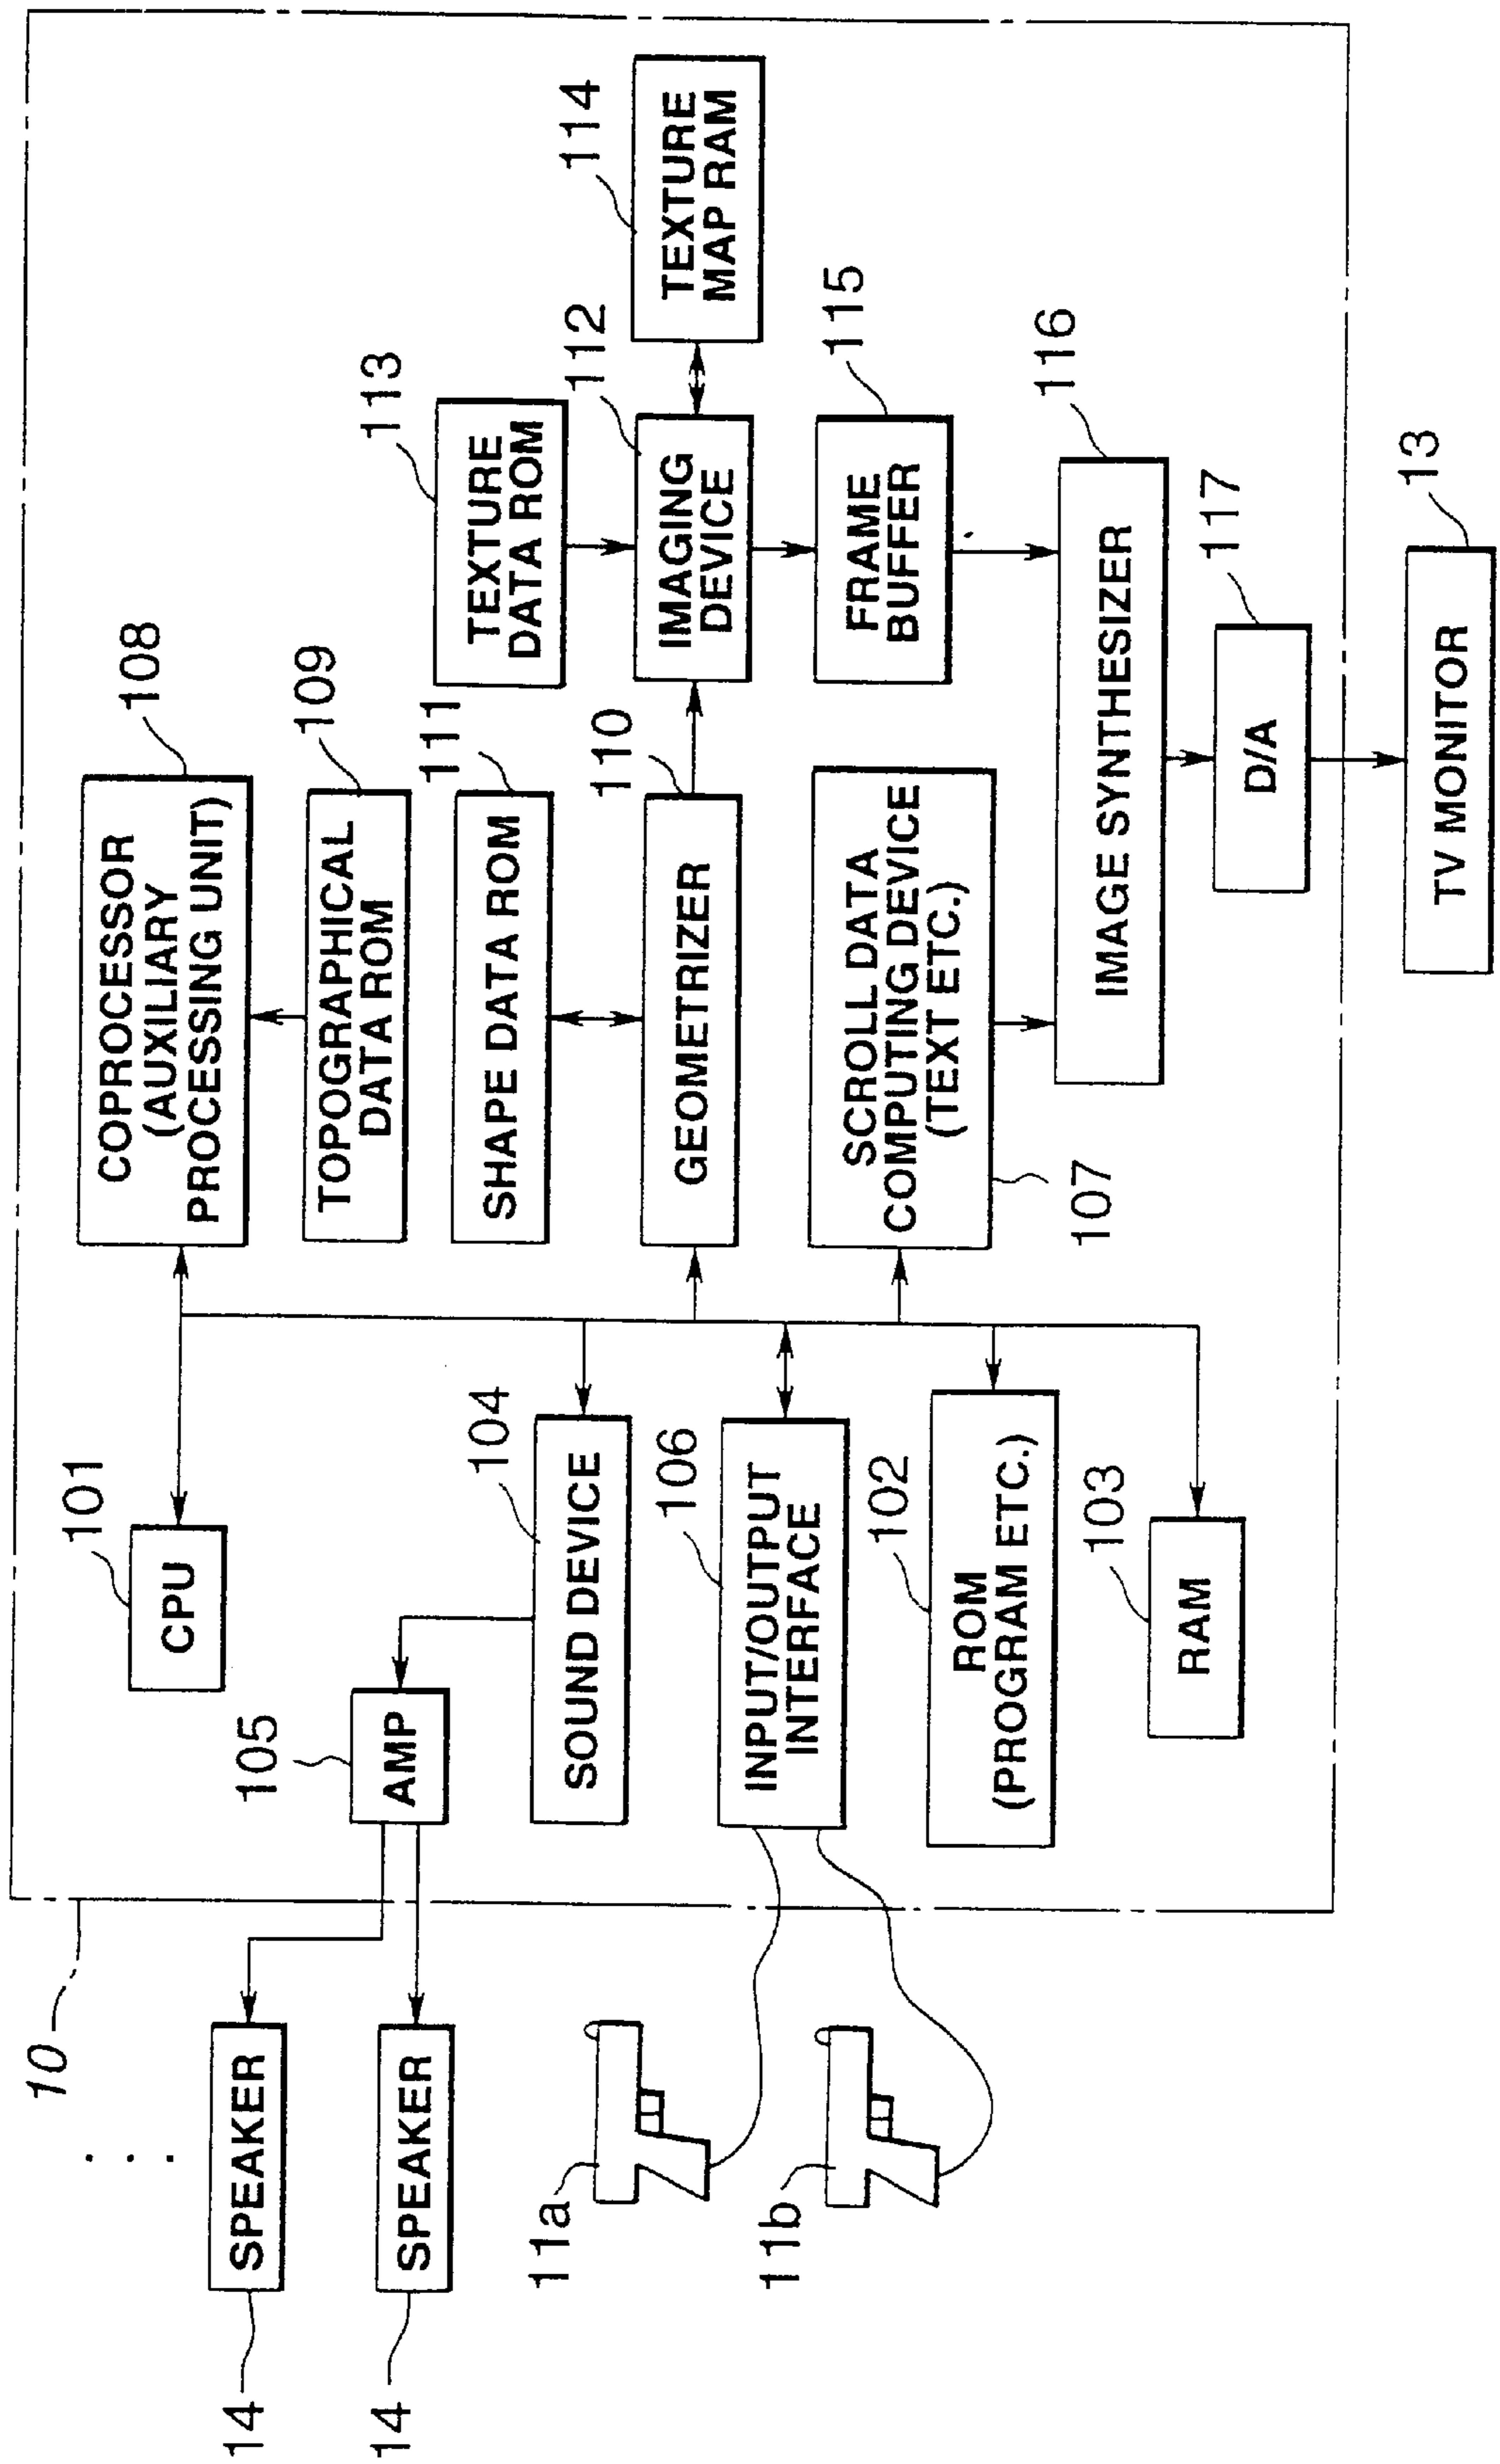 10
101
CPU
108
COPROCESSOR
(AUXILIARY
PROCESSING UNIT)
109
TOPOGRAPHICAL
DATA ROM
14
SPEAKER
14
SPEAKER
105
AMP
104
SOUND DEVICE
111
SHAPE DATA ROM
113
TEXTURE
DATA ROM
11a
11b
106
INPUT/OUTPUT
INTERFACE
110
GEOMETRIZER
112
IMAGING
DEVICE
114
TEXTURE
MAP RAM
102
ROM
(PROGRAM ETC.)
107
SCROLL DATA
COMPUTING DEVICE
(TEXT ETC.)
115
FRAME
BUFFER
103
RAM
116
IMAGE SYNTHESIZER
117
D/A
13
TV MONITOR